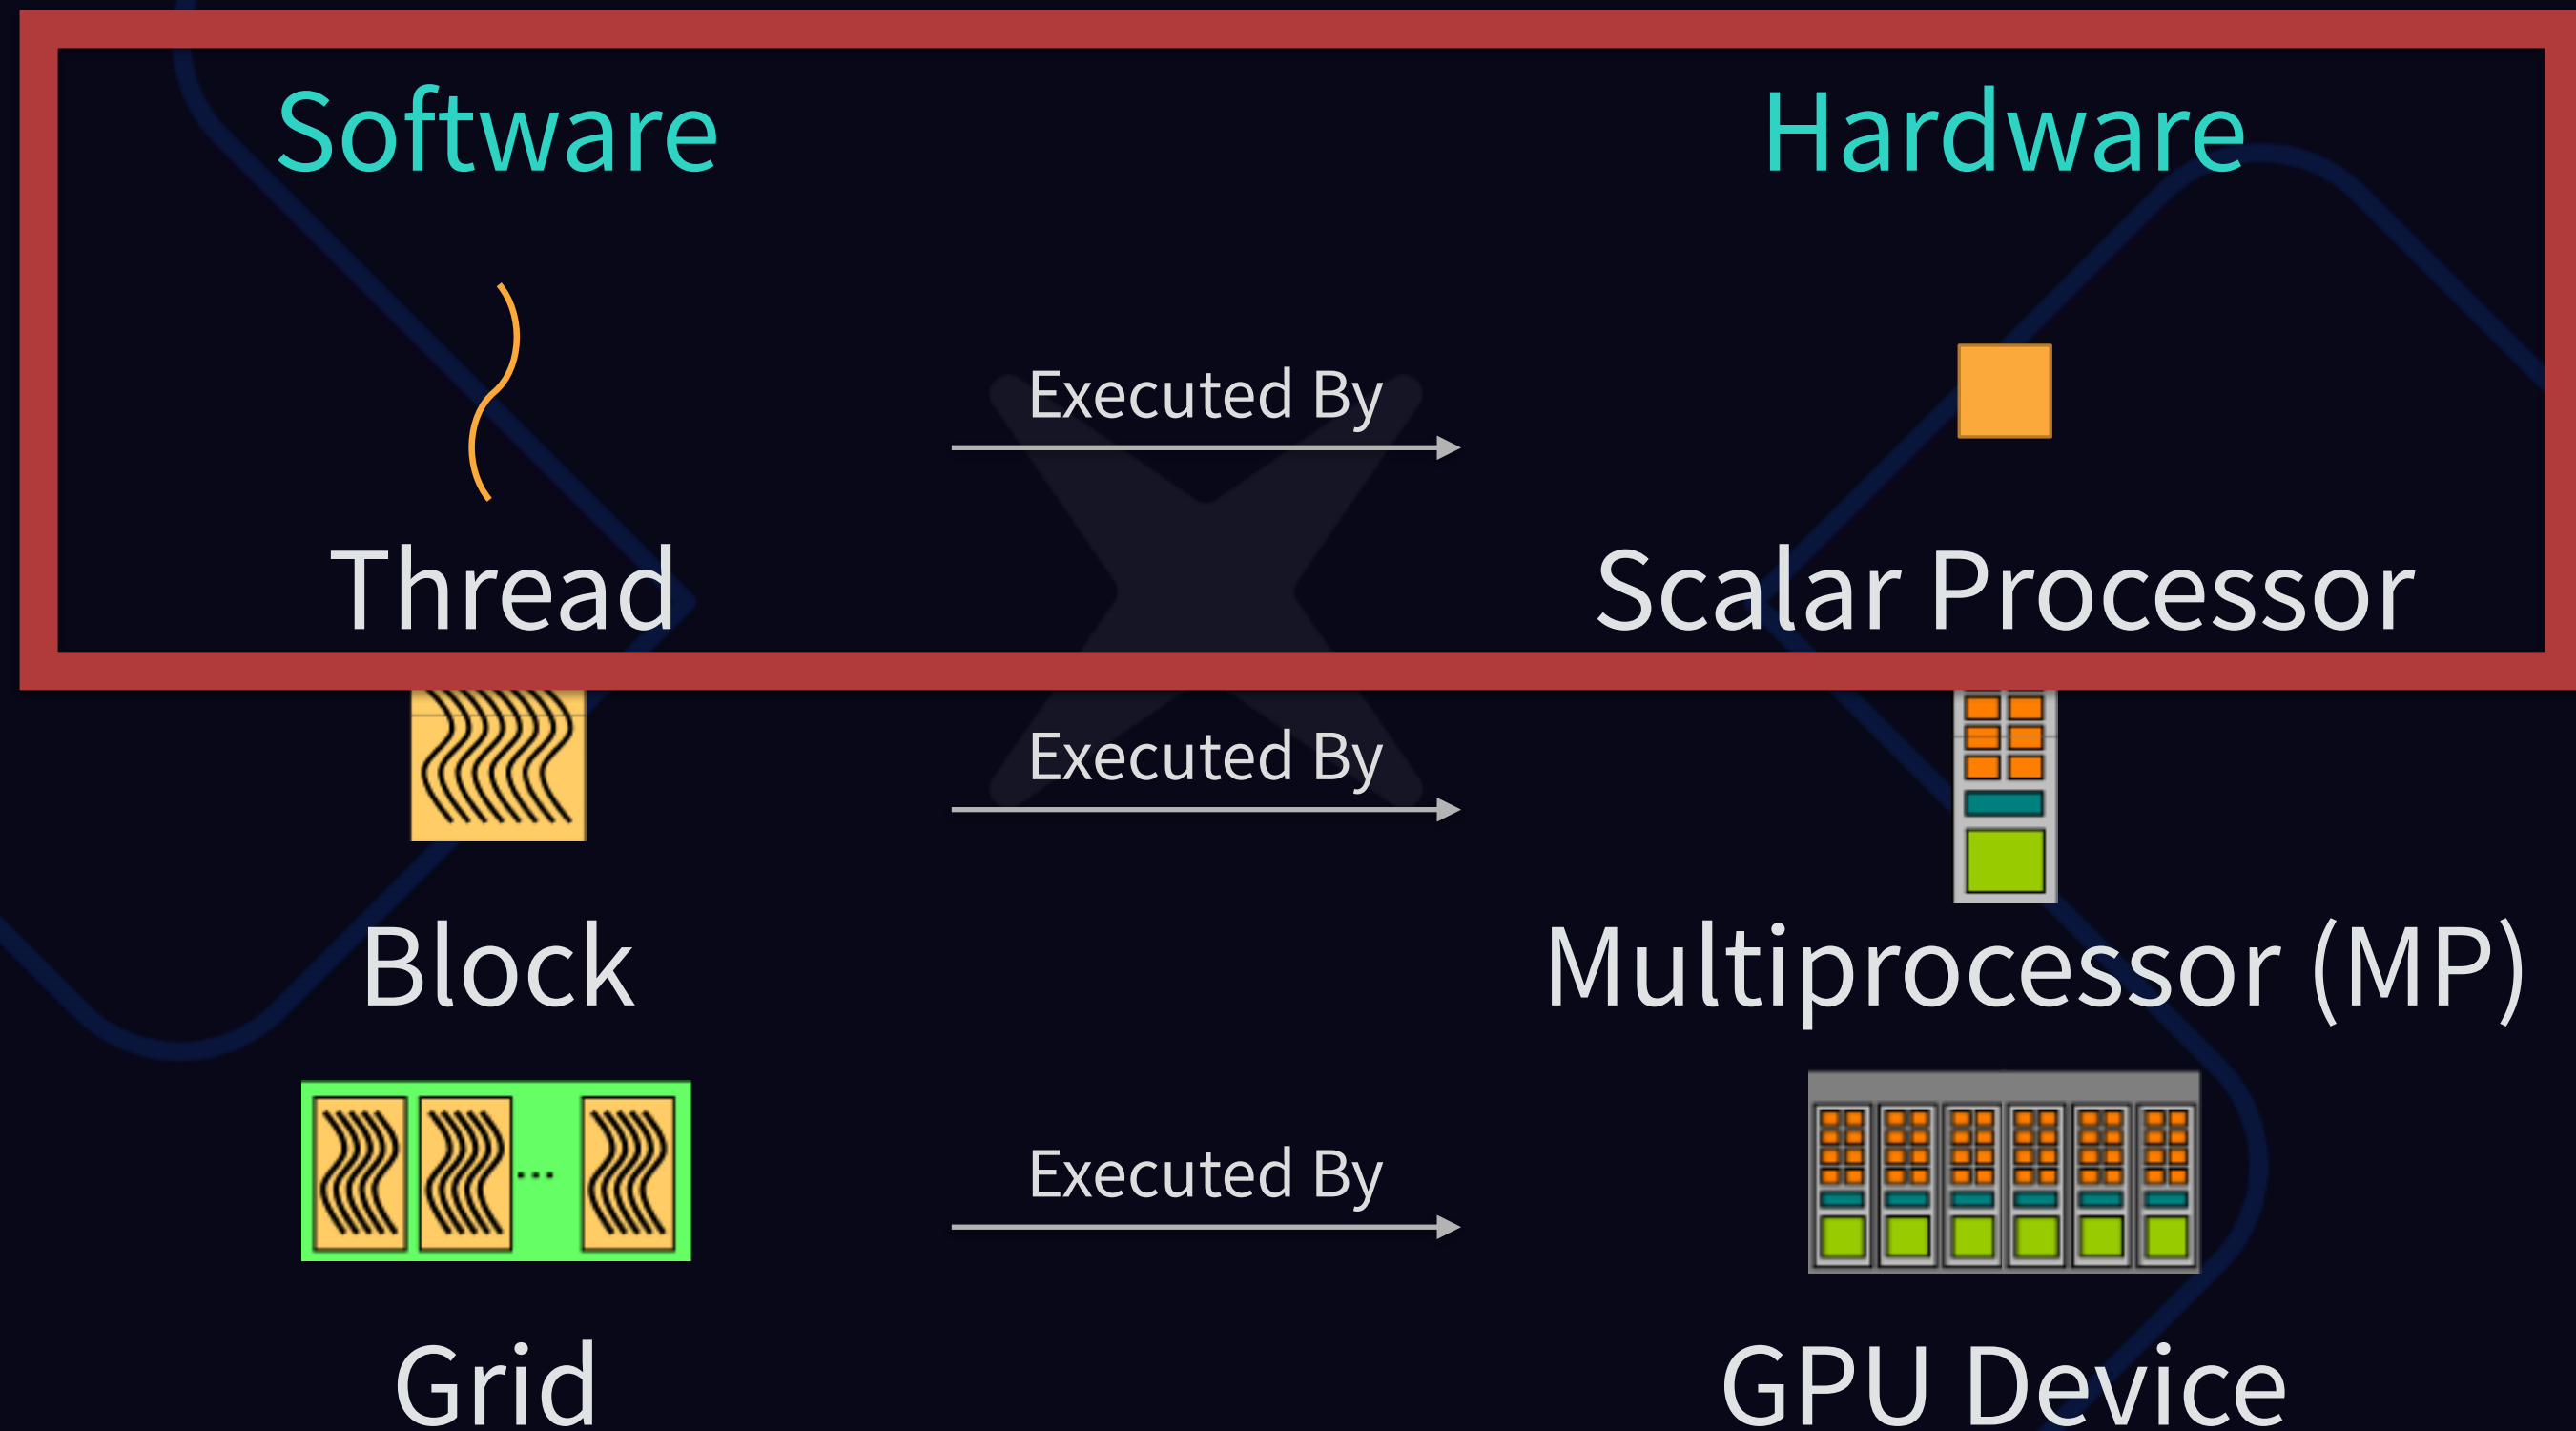 Software
Hardware
Executed By
Thread
Scalar Processor
Executed By
Block
Multiprocessor (MP)
...
Executed By
Grid
GPU Device